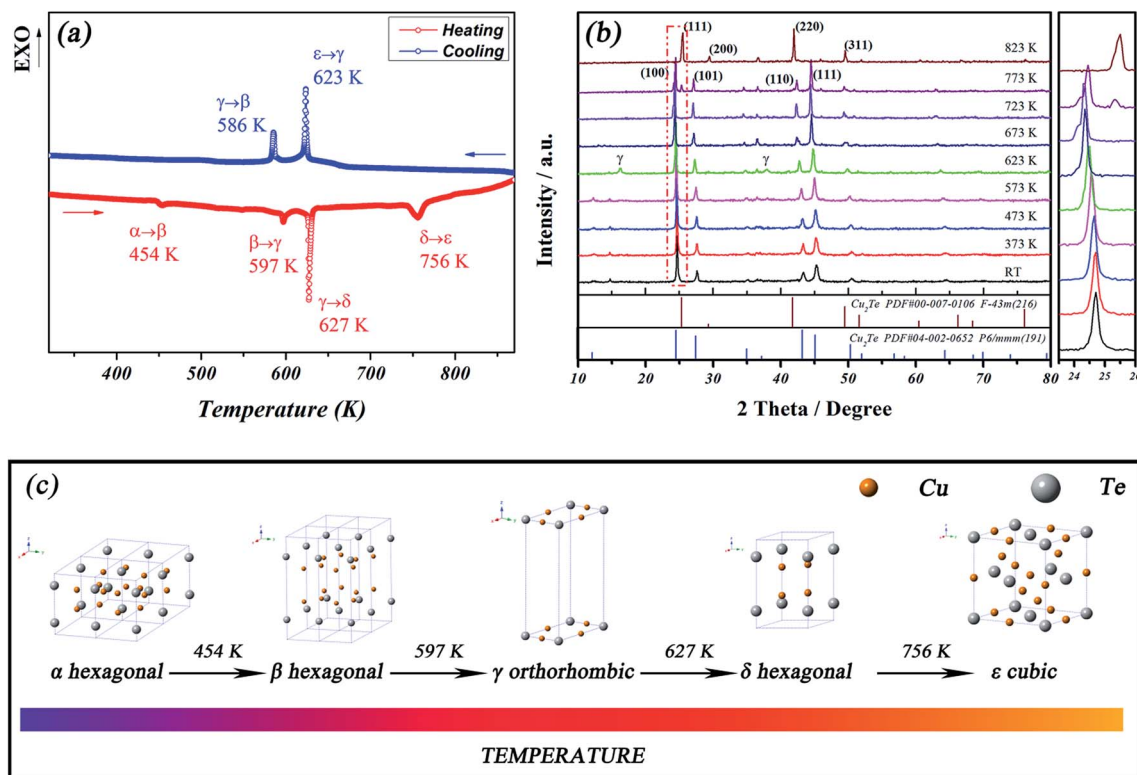 (a)
EXO
Heating
Cooling
ε→γ
623 K
γ→β
586 K
α→β
454 K
β→γ
597 K
γ→δ
627 K
δ→ε
756 K
400 500 600 700 800
Temperature (K)
(b)
Intensity / a.u.
(111)
(200)
(220)
(311)
823 K
(100)
(101)
(110)
(111)
773 K
723 K
673 K
γ
γ
623 K
573 K
473 K
373 K
RT
Cu2Te PDF#00-007-0106 F-43m(216)
Cu2Te PDF#04-002-0652 P6/mmm(191)
10 20 30 40 50 60 70 80
2 Theta / Degree
24 25 26
(c)
Cu
Te
454 K
597 K
627 K
756 K
α hexagonal
β hexagonal
γ orthorhombic
δ hexagonal
ε cubic
TEMPERATURE